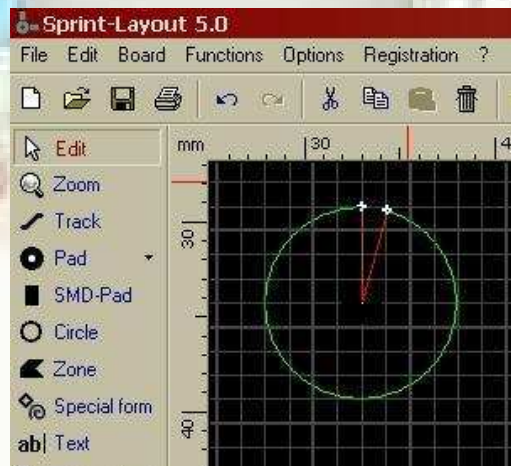 Sprint-Layout 5.0
File Edit Board Functions Options Registration ?
Edit
mm
30
Zoom
Track
30
Pad
SMD-Pad
Circle
Zone
Special form
40
ab| Text